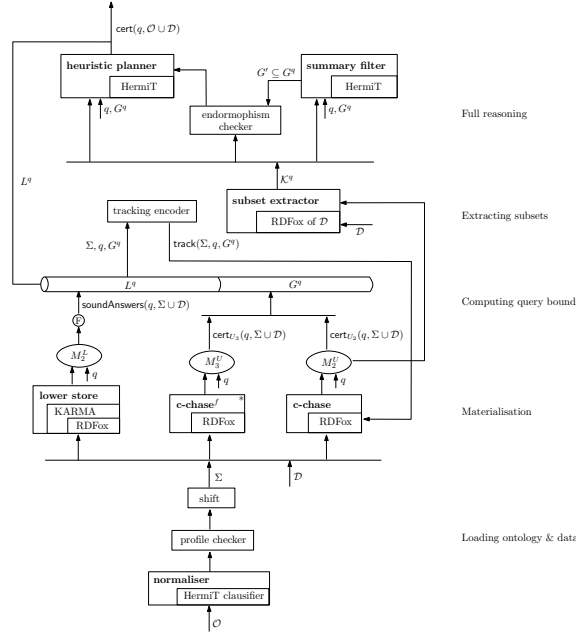 cert(q, 𝒪 ∪ 𝒟)
heuristic planner
HermiT
summary filter
HermiT
G′ ⊆ G^q
q, G^q
endormophism
checker
q, G^q
Full reasoning
L^q
𝒦^q
subset extractor
RDFox of 𝒟
𝒟
Extracting subsets
tracking encoder
Σ, q, G^q
track(Σ, q, G^q)
L^q
G^q
Computing query bound
soundAnswers(q, Σ ∪ 𝒟)
F
cert_{U_3}(q, Σ ∪ 𝒟)
cert_{U_2}(q, Σ ∪ 𝒟)
M_2^L
M_3^U
M_2^U
q
q
q
lower store
KARMA
RDFox
c-chase^f *
RDFox
c-chase
RDFox
Materialisation
Σ
𝒟
shift
profile checker
Loading ontology & data
normaliser
HermiT clausifier
𝒪